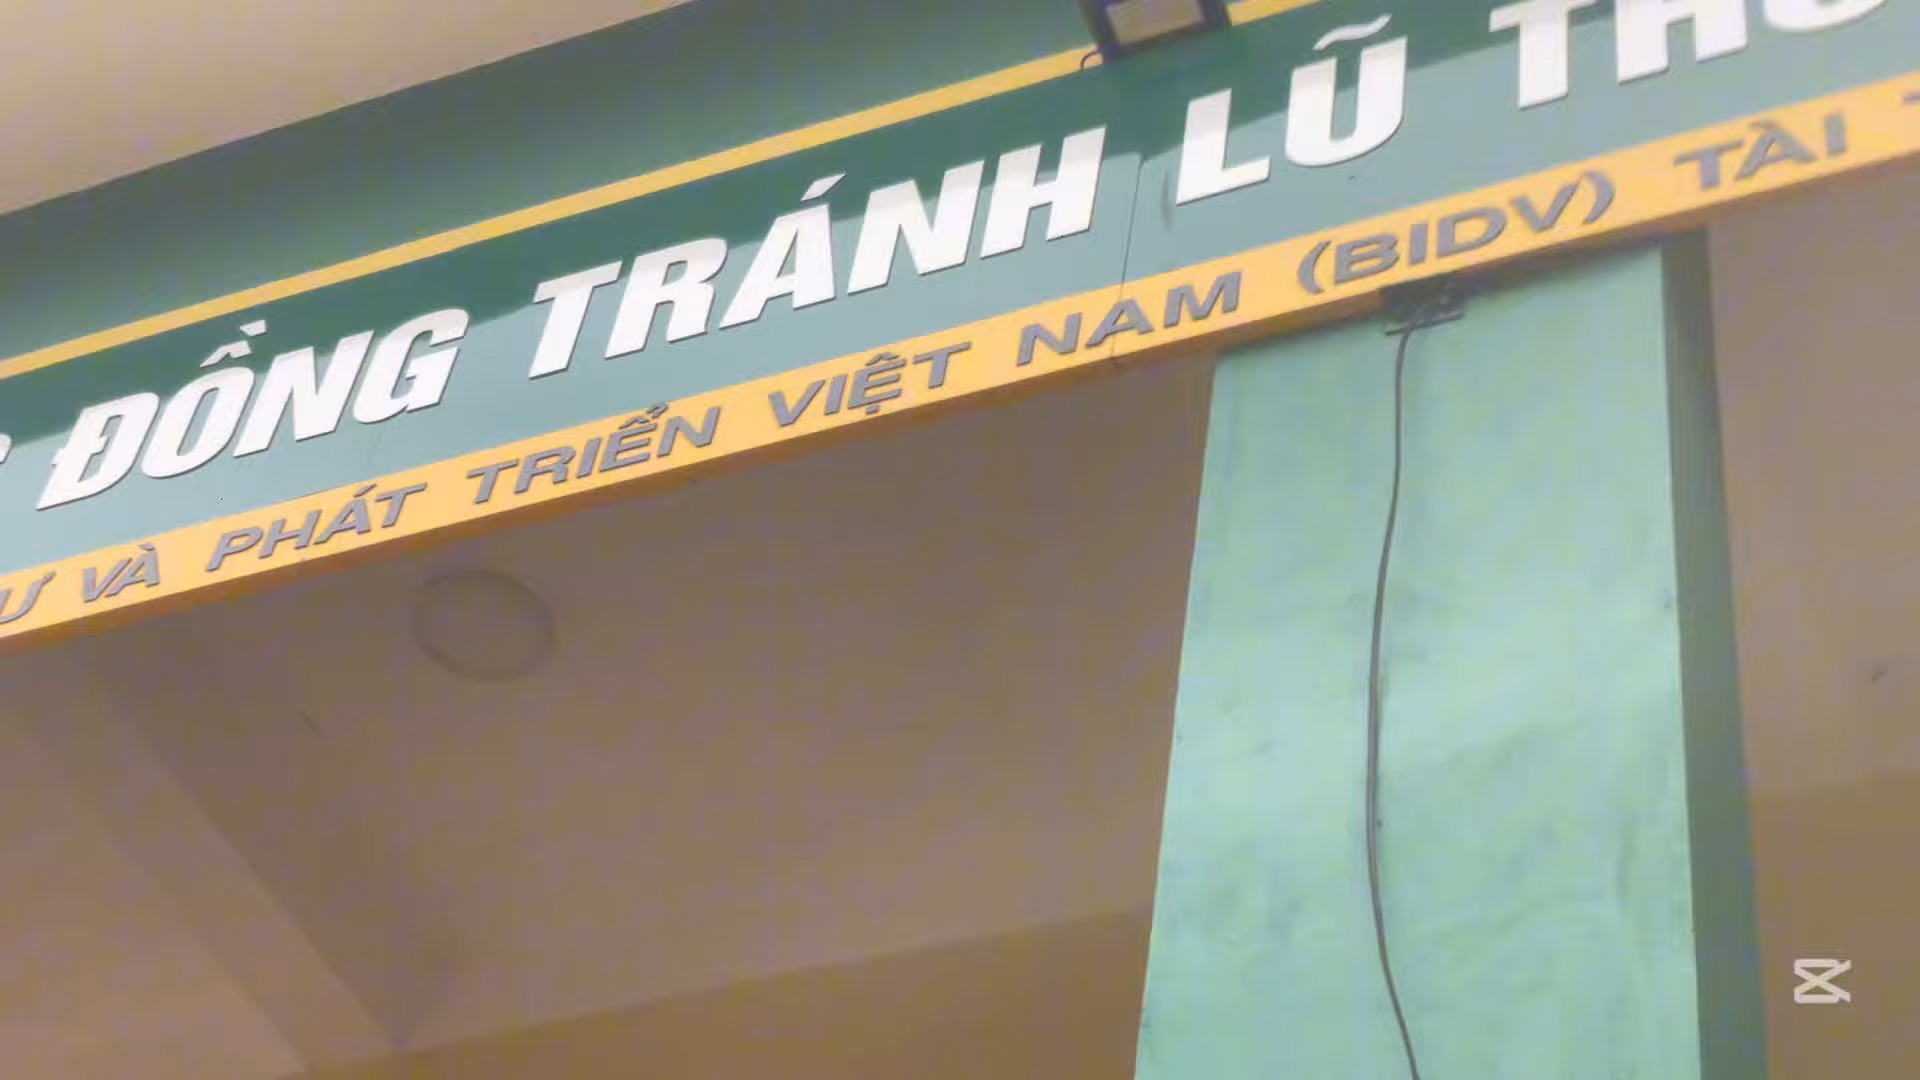 ĐỒNG TRÁNH LŨ
VÀ PHÁT TRIỂN VIỆT NAM (BIDV) TÀI